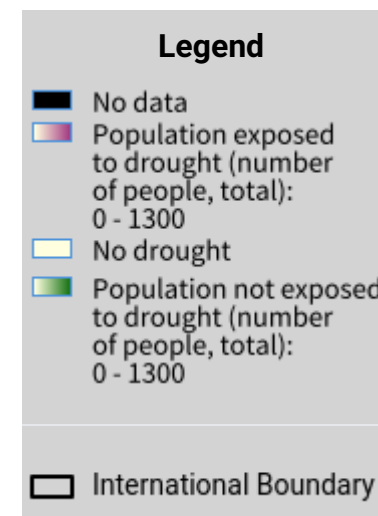 Legend
No data
Population exposed
to drought (number
of people, total):
0 - 1300
No drought
Population not exposed
to drought (number
of people, total):
0 - 1300
International Boundary